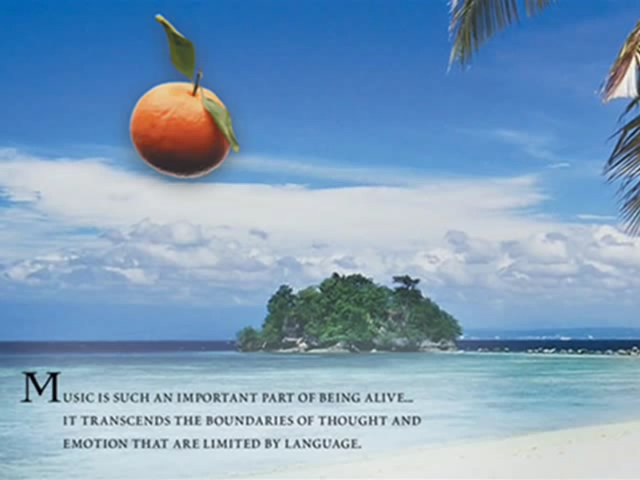 Music is such an important part of being alive...
it transcends the boundaries of thought and
emotion that are limited by language.